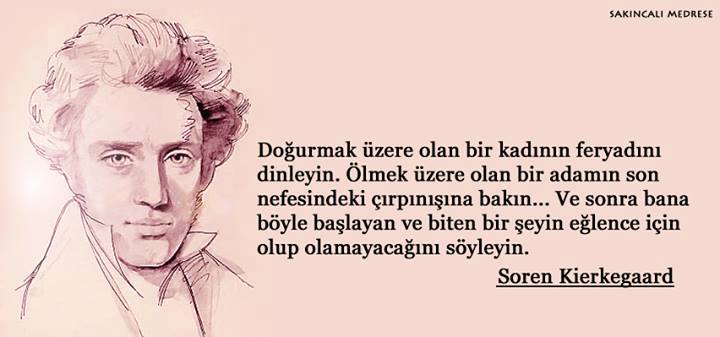 SAKINCALI MEDRESE
Doğurmak üzere olan bir kadının feryadını
dinleyin. Ölmek üzere olan bir adamın son
nefesindeki çırpınışına bakın... Ve sonra bana
böyle başlayan ve biten bir şeyin eğlence için
olup olamayacağını söyleyin.
Soren Kierkegaard